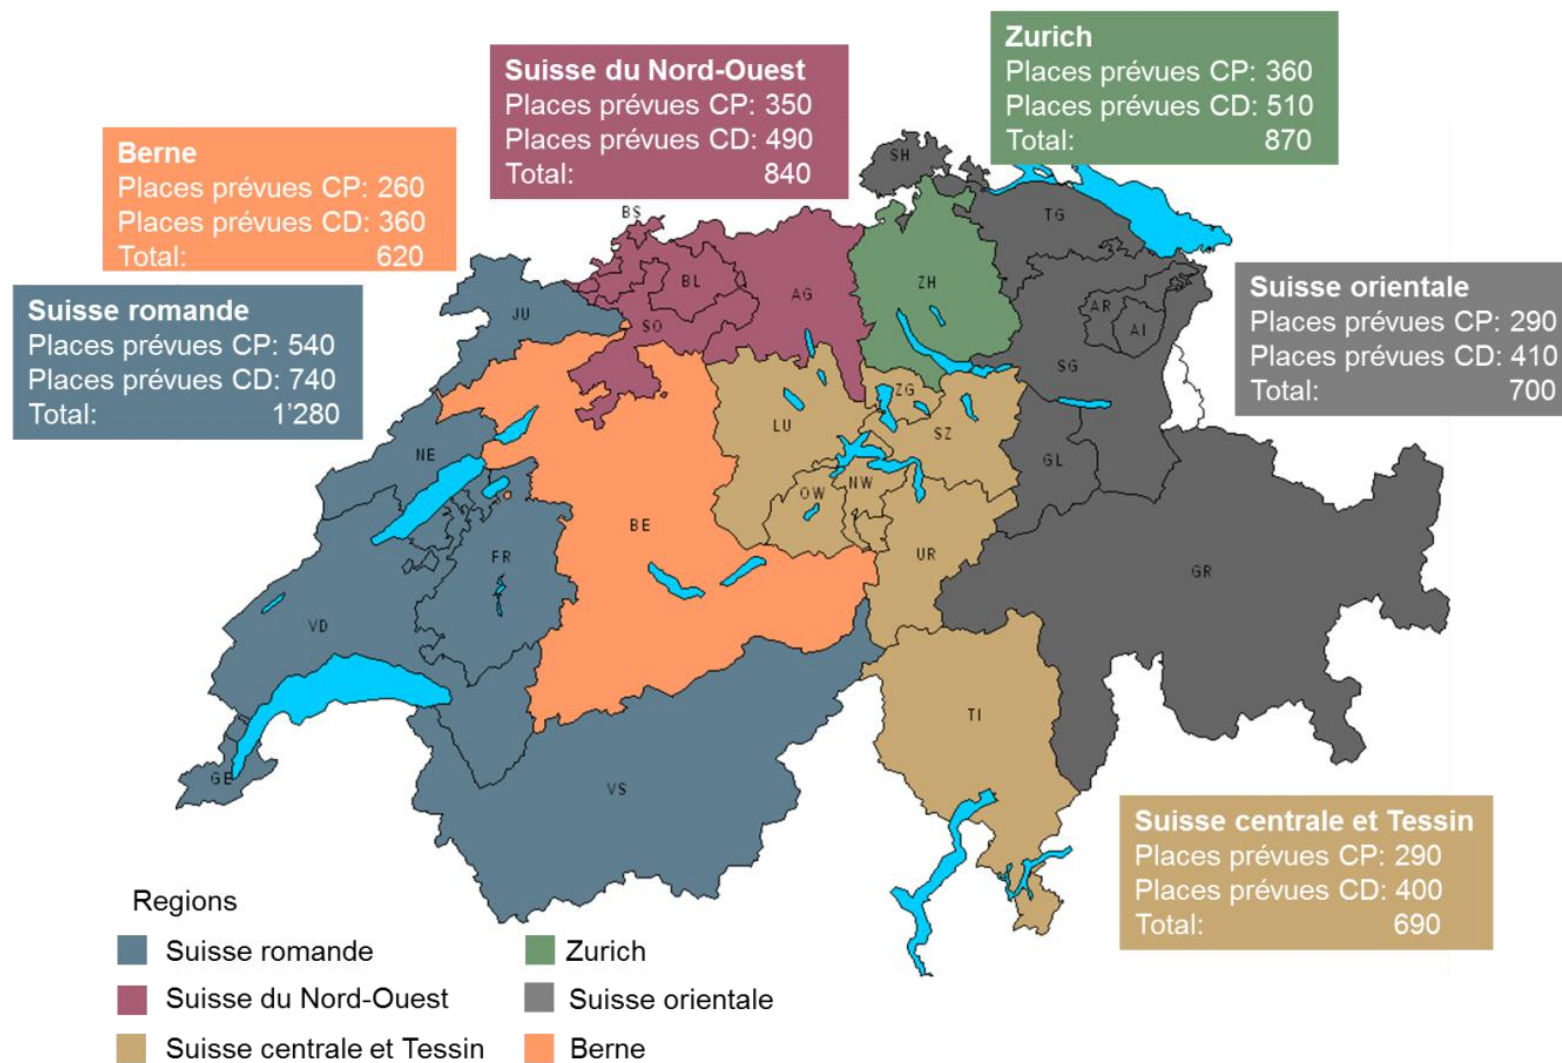 Zurich
Places prévues CP: 360
Places prévues CD: 510
Total: 870
Suisse du Nord-Ouest
Places prévues CP: 350
Places prévues CD: 490
Total: 840
Berne
Places prévues CP: 260
Places prévues CD: 360
Total: 620
Suisse romande
Places prévues CP: 540
Places prévues CD: 740
Total: 1’280
Suisse orientale
Places prévues CP: 290
Places prévues CD: 410
Total: 700
SH
BS
TG
BL
AG
ZH
JU
SO
AR
AI
SG
ZG
LU
SZ
NE
GL
OW
NW
BE
FR
UR
GR
VD
TI
GE
VS
Suisse centrale et Tessin
Places prévues CP: 290
Places prévues CD: 400
Total: 690
Regions
Suisse romande
Zurich
Suisse du Nord-Ouest
Suisse orientale
Suisse centrale et Tessin
Berne